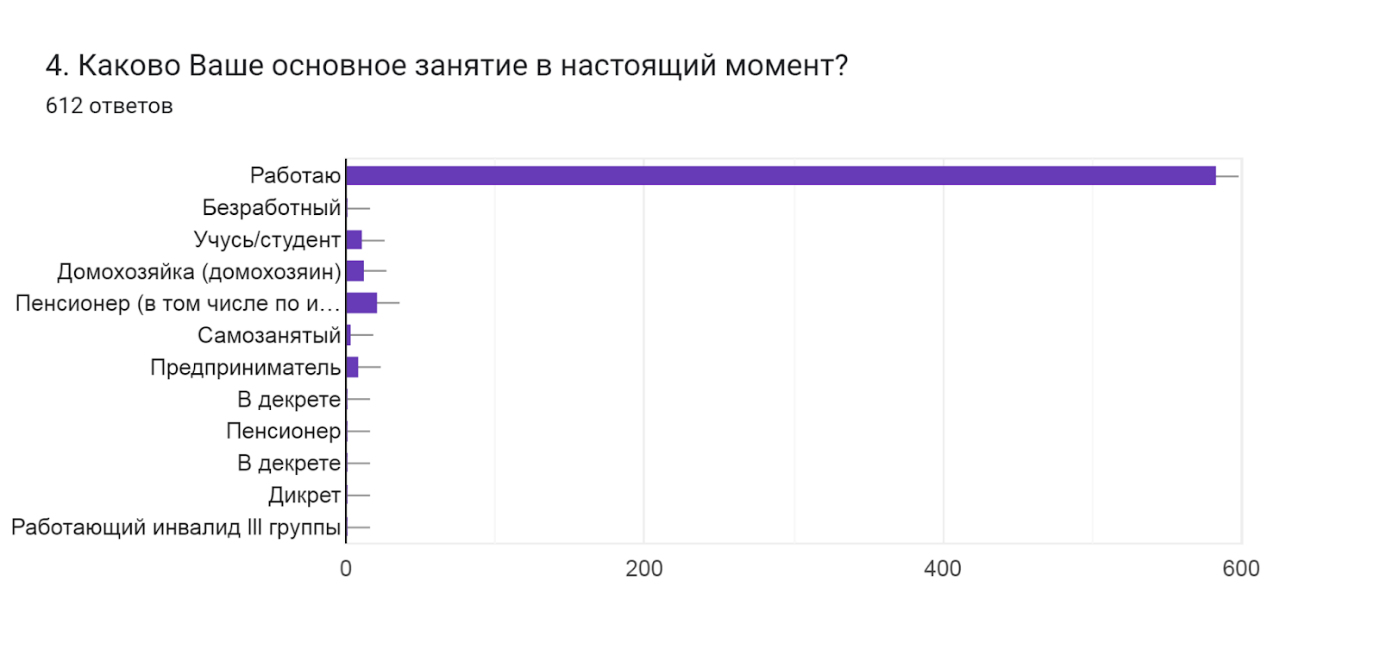 4. Каково Ваше основное занятие в настоящий момент?
612 ответов
Работаю
Безработный
Учусь/студент
Домохозяйка (домохозяин)
Пенсионер (в том числе по и…
Самозанятый
Предприниматель
В декрете
Пенсионер
В декрете
Дикрет
Работающий инвалид III группы
0 200 400 600